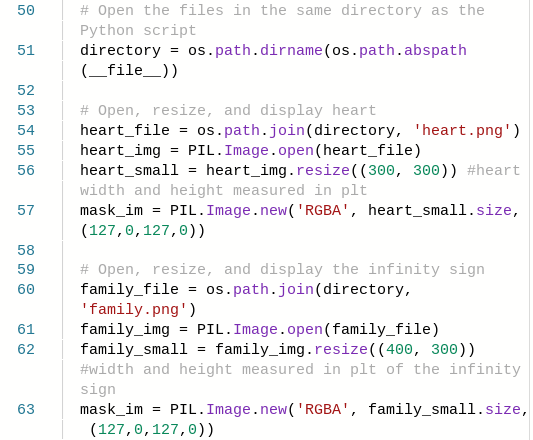 50 # Open the files in the same directory as the
Python script
51 directory = os.path.dirname(os.path.abspath
(__file__))
52
53 # Open, resize, and display heart
54 heart_file = os.path.join(directory, 'heart.png')
55 heart_img = PIL.Image.open(heart_file)
56 heart_small = heart_img.resize((300, 300)) #heart
width and height measured in plt
57 mask_im = PIL.Image.new('RGBA', heart_small.size,
(127,0,127,0))
58
59 # Open, resize, and display the infinity sign
60 family_file = os.path.join(directory,
'family.png')
61 family_img = PIL.Image.open(family_file)
62 family_small = family_img.resize((400, 300))
#width and height measured in plt of the infinity
sign
63 mask_im = PIL.Image.new('RGBA', family_small.size,
(127,0,127,0))